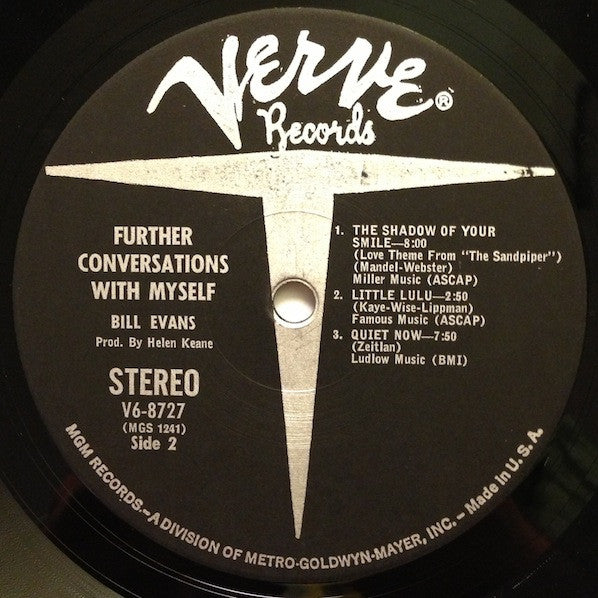 Verve®
Records
FURTHER
CONVERSATIONS
WITH MYSELF
BILL EVANS
Prod. By Helen Keane
STEREO
V6-8727
(MGS 1241)
Side 2
1. THE SHADOW OF YOUR
SMILE—8:00
(Love Theme From "The Sandpiper")
(Mandel-Webster)
Miller Music (ASCAP)
2. LITTLE LULU—2:50
(Kaye-Wise-Lippman)
Famous Music (ASCAP)
3. QUIET NOW—7:50
(Zeitlan)
Ludlow Music (BMI)
MGM RECORDS.—A DIVISION OF METRO-GOLDWYN-MAYER, INC. — Made in U. S. A.